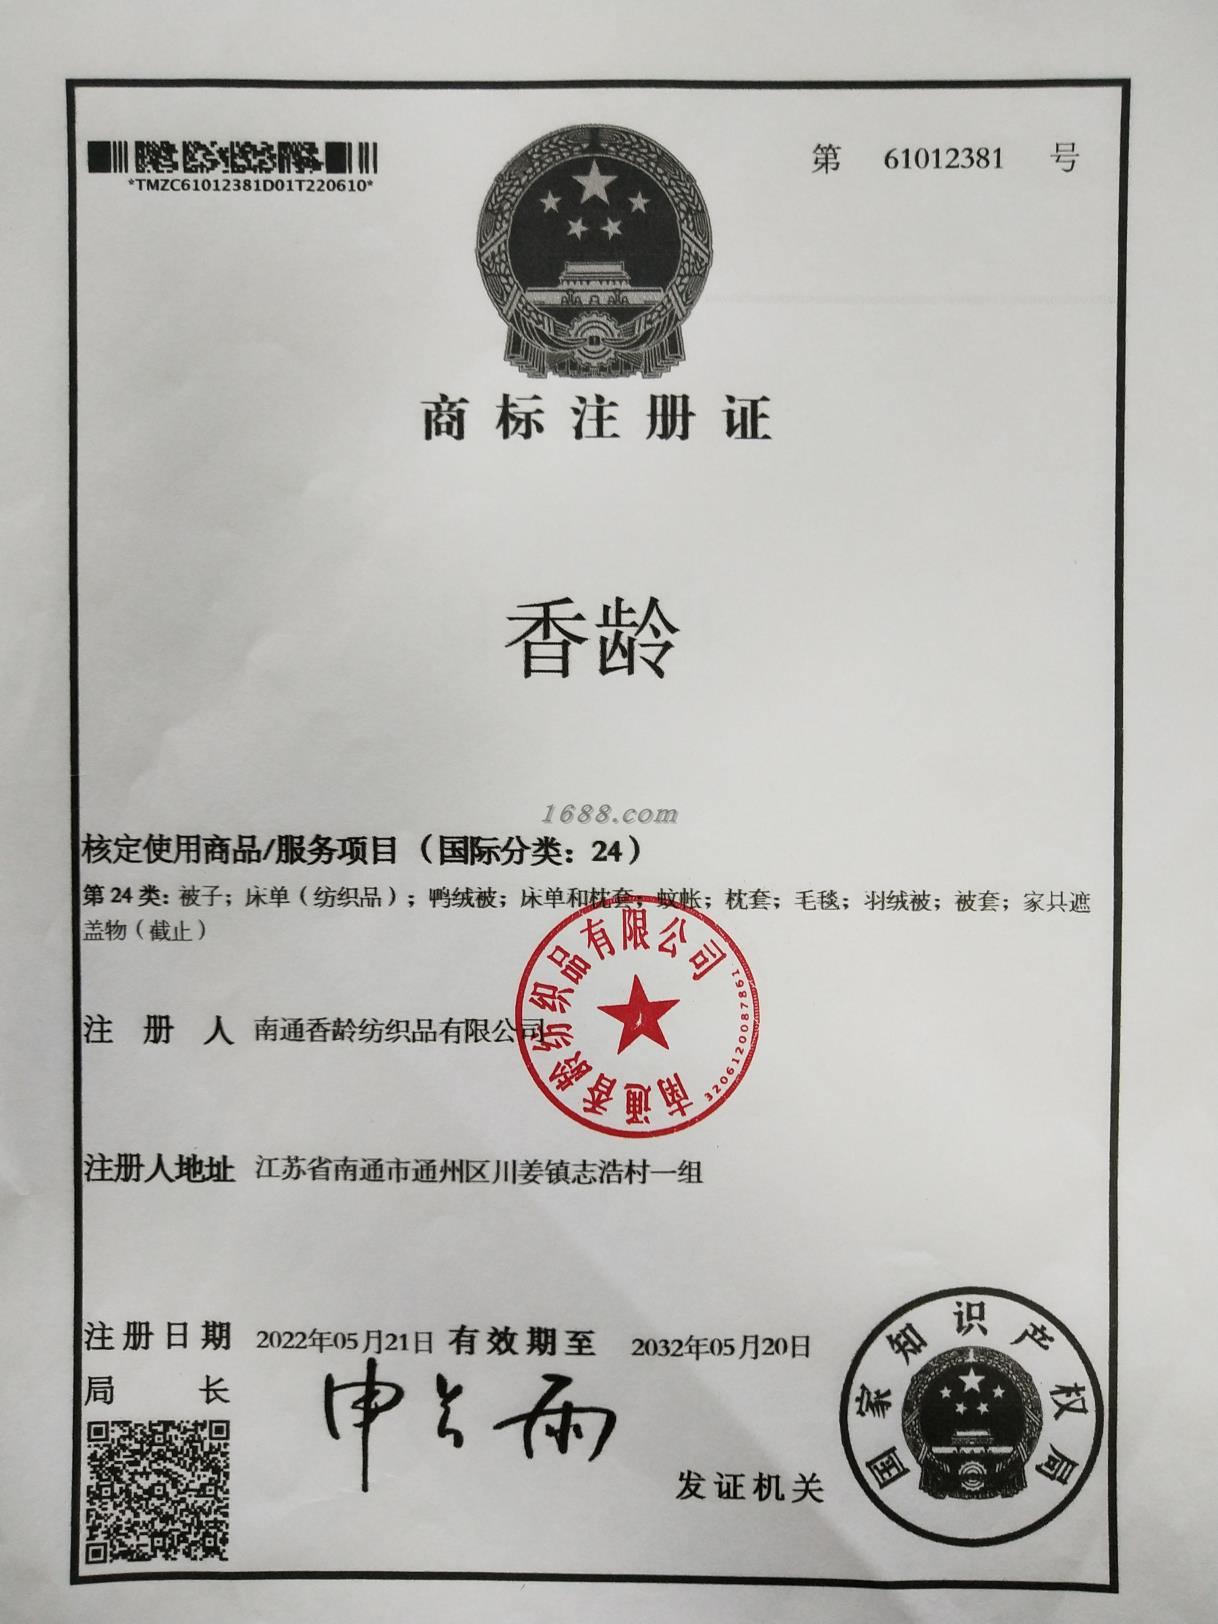 *TMZC61012381D01T220610*
第 61012381 号
商标注册证
香龄
1688.com
核定使用商品/服务项目（国际分类：24）
第24类：被子；床单（纺织品）；鸭绒被；床单和枕套；蚊帐；枕套；毛毯；羽绒被；被套；家具遮
盖物（截止）
南通香龄纺织品有限公司
3206120087861
注册人 南通香龄纺织品有限公司
注册人地址 江苏省南通市通州区川姜镇志浩村一组
注册日期 2022年05月21日 有效期至 2032年05月20日
局长 申长雨
发证机关
国家知识产权局